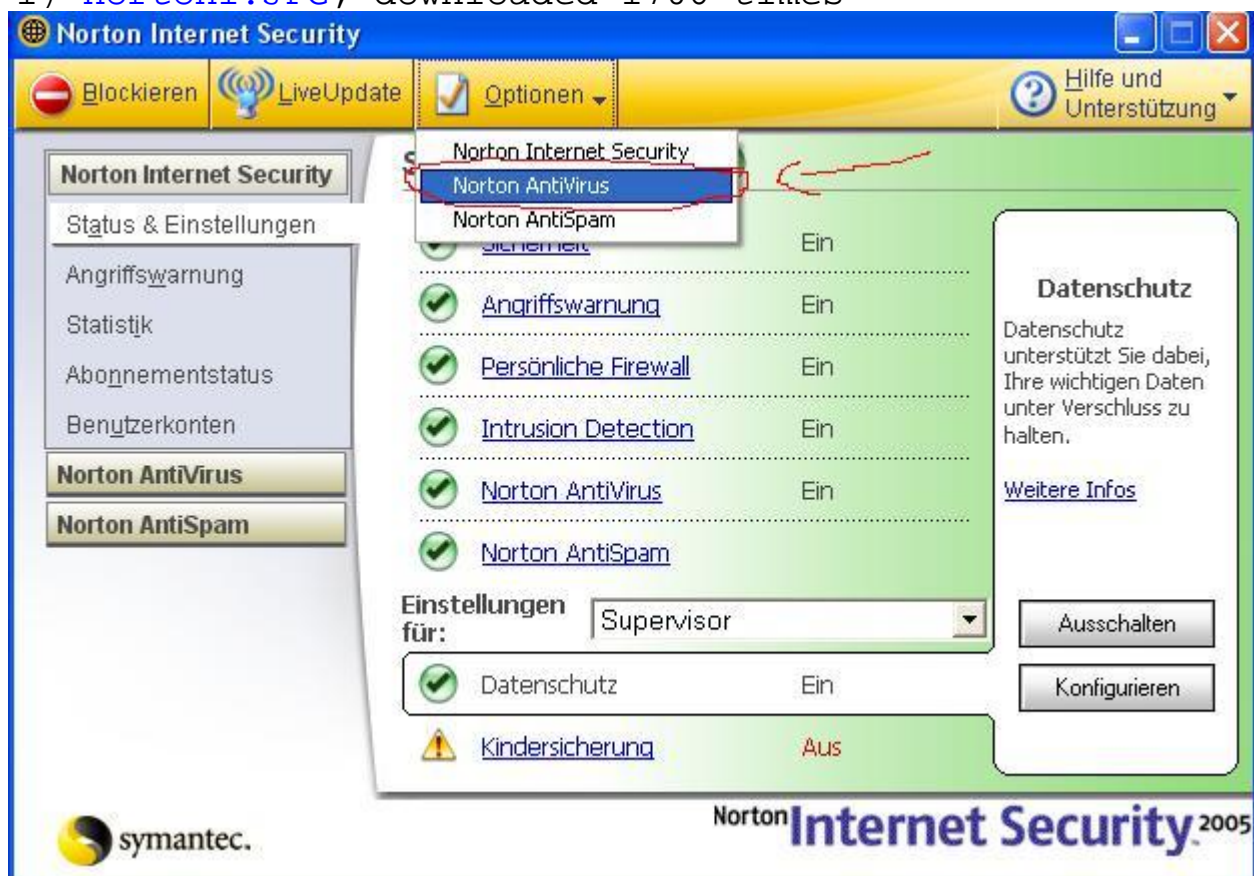 Norton Internet Security
Blockieren LiveUpdate Optionen Hilfe und
Unterstützung
Norton Internet Security
Norton AntiVirus
Norton AntiSpam
Norton Internet Security
Status & Einstellungen
Angriffswarnung
Statistik
Abonnementstatus
Benutzerkonten
Norton AntiVirus
Norton AntiSpam
Sicherheit Ein
Angriffswarnung Ein
Persönliche Firewall Ein
Intrusion Detection Ein
Norton AntiVirus Ein
Norton AntiSpam
Einstellungen
für: Supervisor
Datenschutz Ein
Kindersicherung Aus
Datenschutz
Datenschutz
unterstützt Sie dabei,
Ihre wichtigen Daten
unter Verschluss zu
halten.
Weitere Infos
Ausschalten
Konfigurieren
symantec.
Norton Internet Security 2005